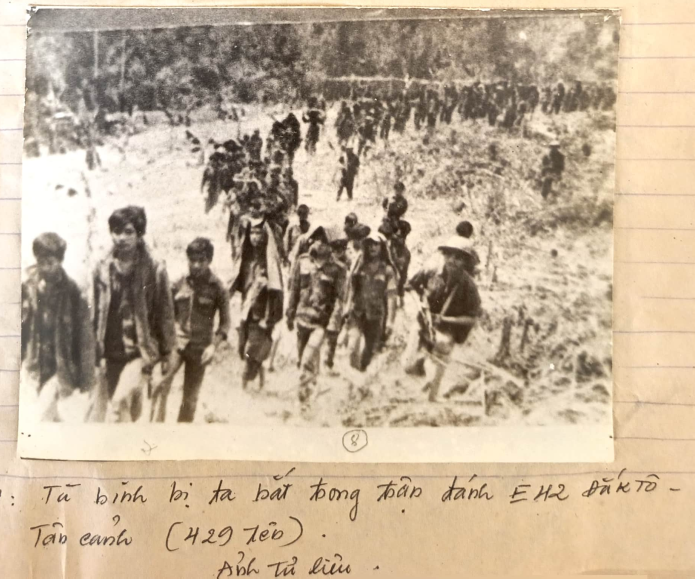 8
: Tù binh bị ta bắt trong trận đánh E42 Đắk Tô -
Tân cảnh (429 tên).
Ảnh tư liệu.